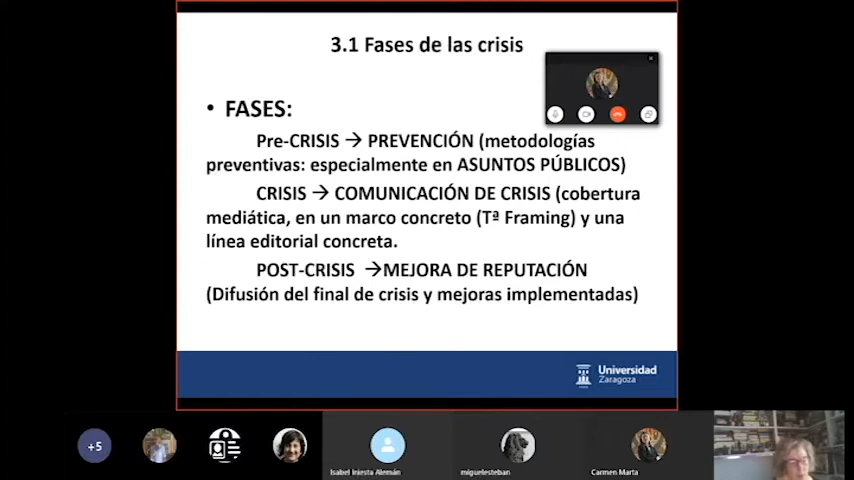 3.1 Fases de las crisis
• FASES:
Pre-CRISIS → PREVENCIÓN (metodologías
preventivas: especialmente en ASUNTOS PÚBLICOS)
CRISIS → COMUNICACIÓN DE CRISIS (cobertura
mediática, en un marco concreto (Tª Framing) y una
línea editorial concreta.
POST-CRISIS →MEJORA DE REPUTACIÓN
(Difusión del final de crisis y mejoras implementadas)
Universidad
Zaragoza
+5
Isabel Iniesta Alemán
miguelesteban
Carmen Marta